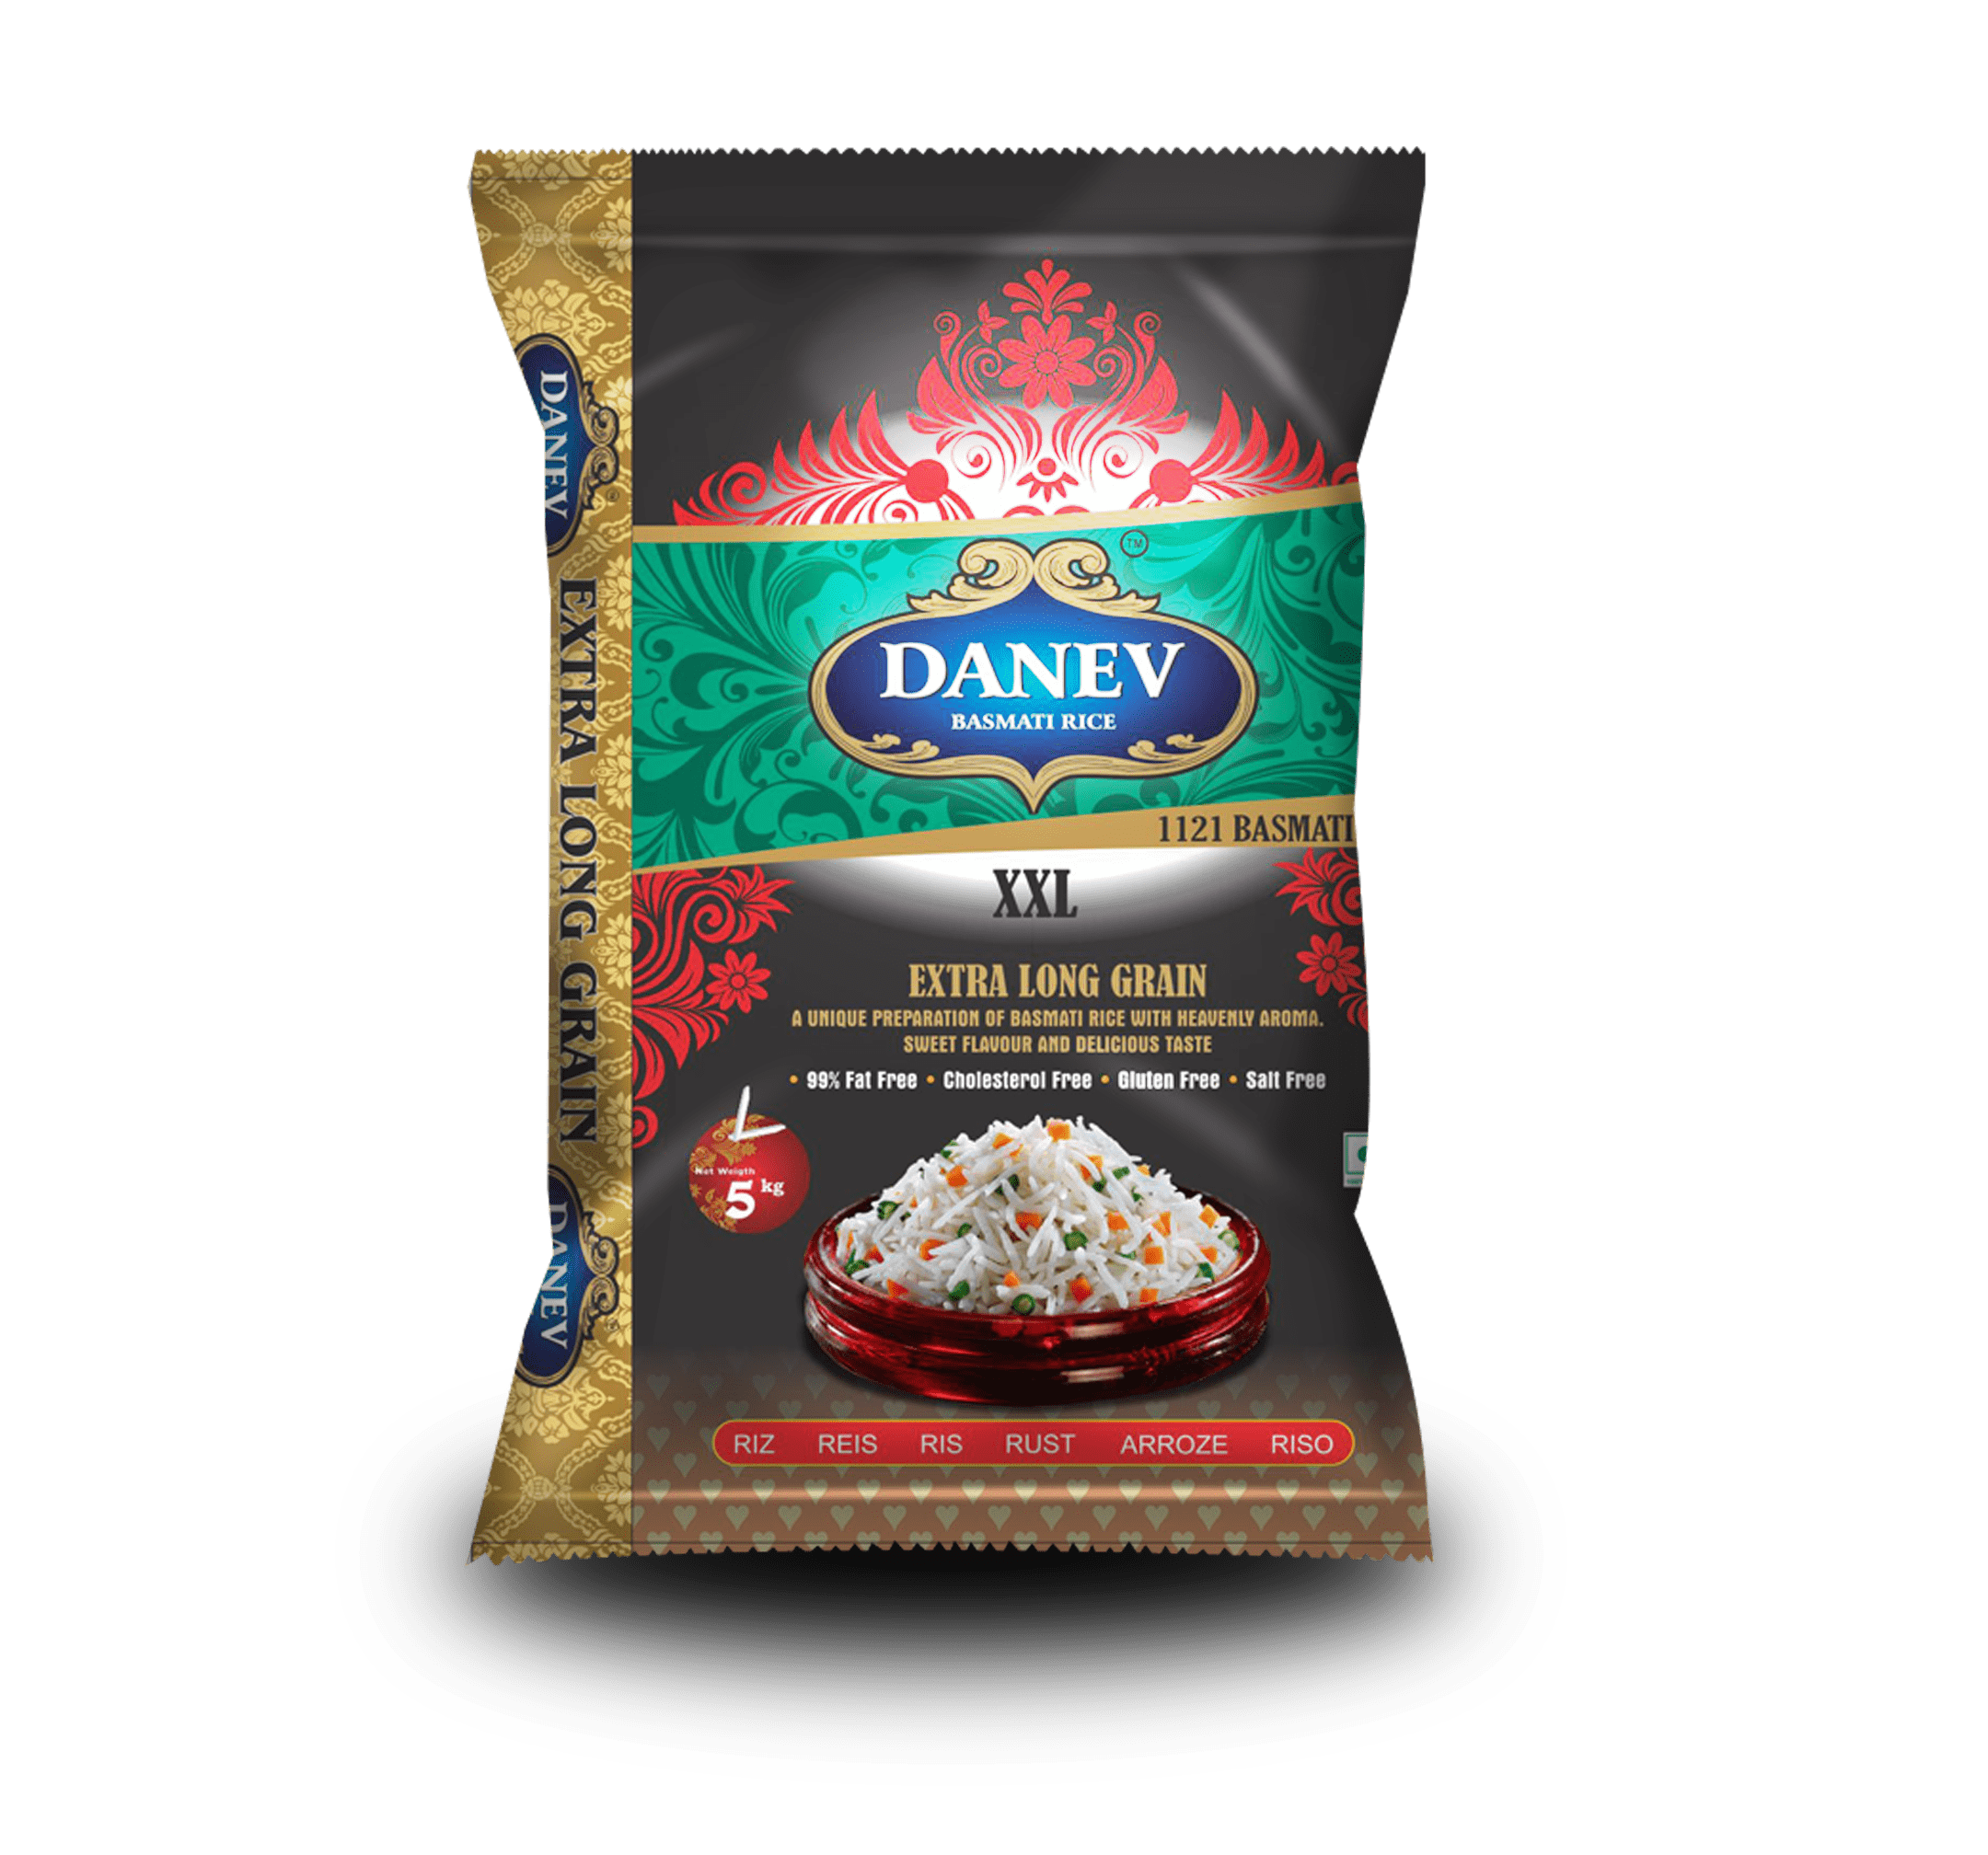 DANEV
EXTRA LONG GRAIN
DANEV
TM
DANEV
BASMATI RICE
1121 BASMATI
XXL
EXTRA LONG GRAIN
A UNIQUE PREPARATION OF BASMATI RICE WITH HEAVENLY AROMA.
SWEET FLAVOUR AND DELICIOUS TASTE
• 99% Fat Free • Cholesterol Free • Gluten Free • Salt Free
Net Weigth
5 kg
RIZ REIS RIS RUST ARROZE RISO